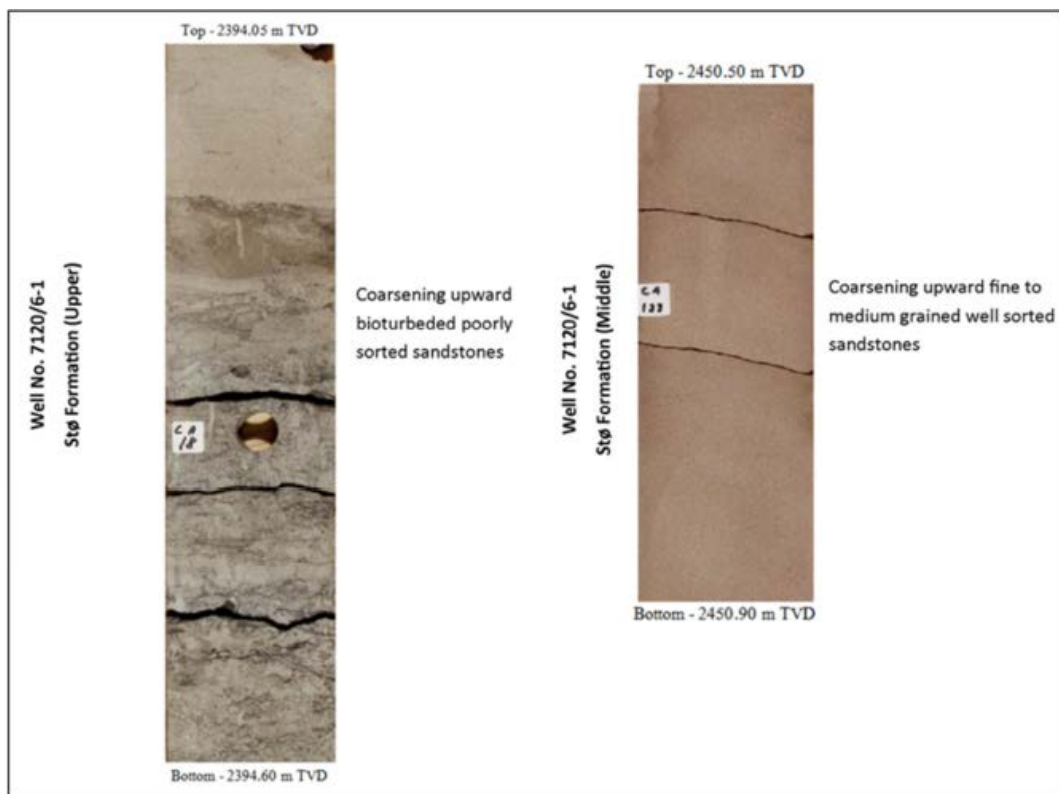 Top - 2394.05 m TVD
Well No. 7120/6-1
Stø Formation (Upper)
C A
18
Coarsening upward
bioturbeded poorly
sorted sandstones
Bottom - 2394.60 m TVD
Top - 2450.50 m TVD
Well No. 7120/6-1
Stø Formation (Middle)
C A
133
Coarsening upward fine to
medium grained well sorted
sandstones
Bottom - 2450.90 m TVD